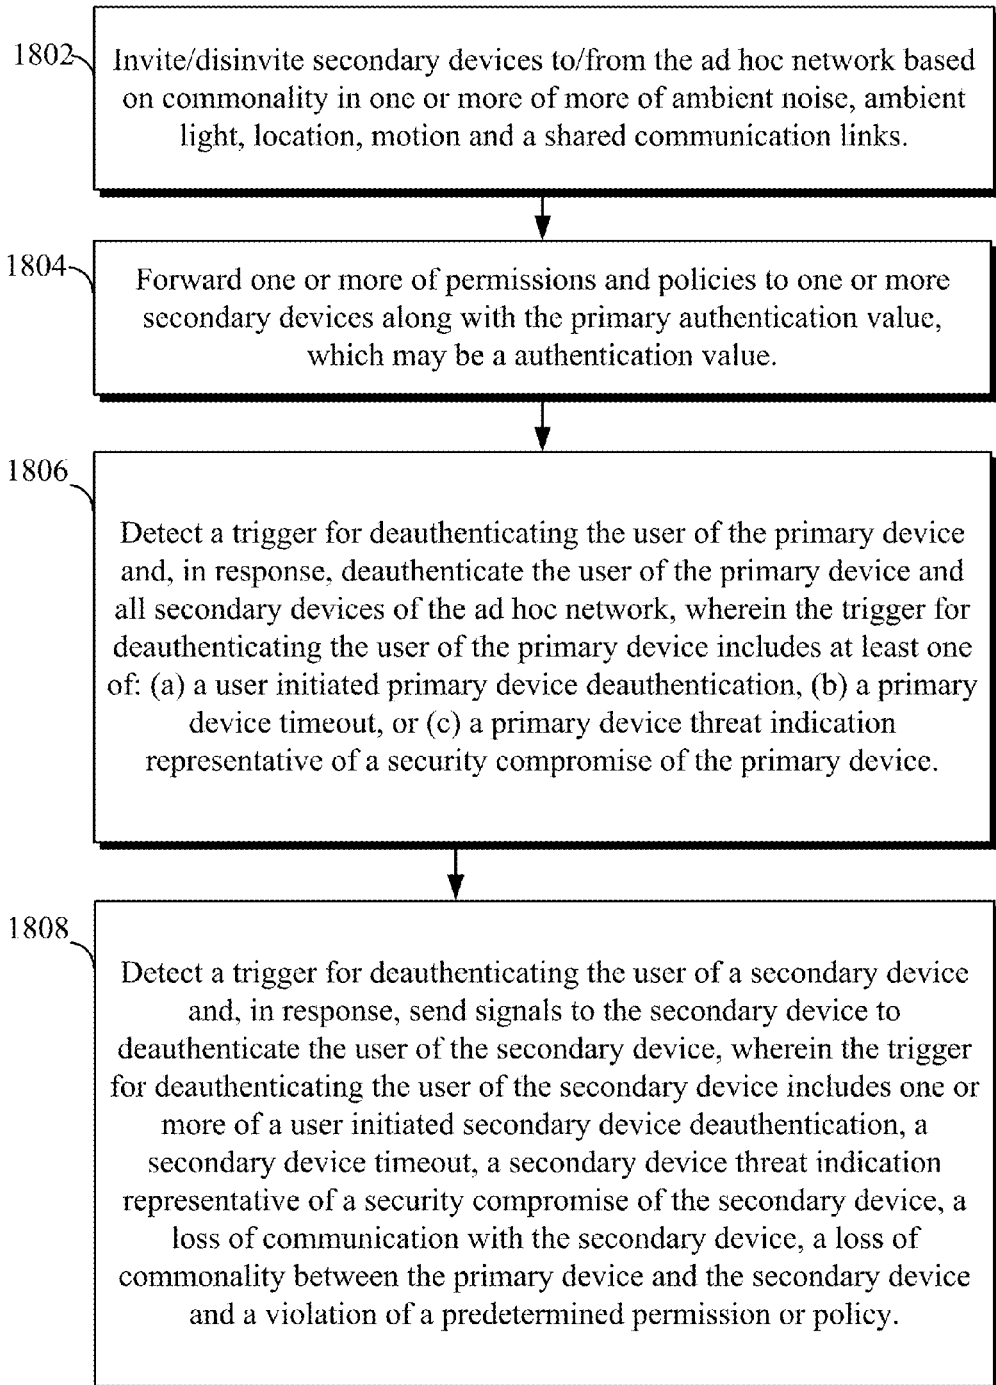 1802
Invite/disinvite secondary devices to/from the ad hoc network based
on commonality in one or more of more of ambient noise, ambient
light, location, motion and a shared communication links.
1804
Forward one or more of permissions and policies to one or more
secondary devices along with the primary authentication value,
which may be a authentication value.
1806
Detect a trigger for deauthenticating the user of the primary device
and, in response, deauthenticate the user of the primary device and
all secondary devices of the ad hoc network, wherein the trigger for
deauthenticating the user of the primary device includes at least one
of: (a) a user initiated primary device deauthentication, (b) a primary
device timeout, or (c) a primary device threat indication
representative of a security compromise of the primary device.
1808
Detect a trigger for deauthenticating the user of a secondary device
and, in response, send signals to the secondary device to
deauthenticate the user of the secondary device, wherein the trigger
for deauthenticating the user of the secondary device includes one or
more of a user initiated secondary device deauthentication, a
secondary device timeout, a secondary device threat indication
representative of a security compromise of the secondary device, a
loss of communication with the secondary device, a loss of
commonality between the primary device and the secondary device
and a violation of a predetermined permission or policy.